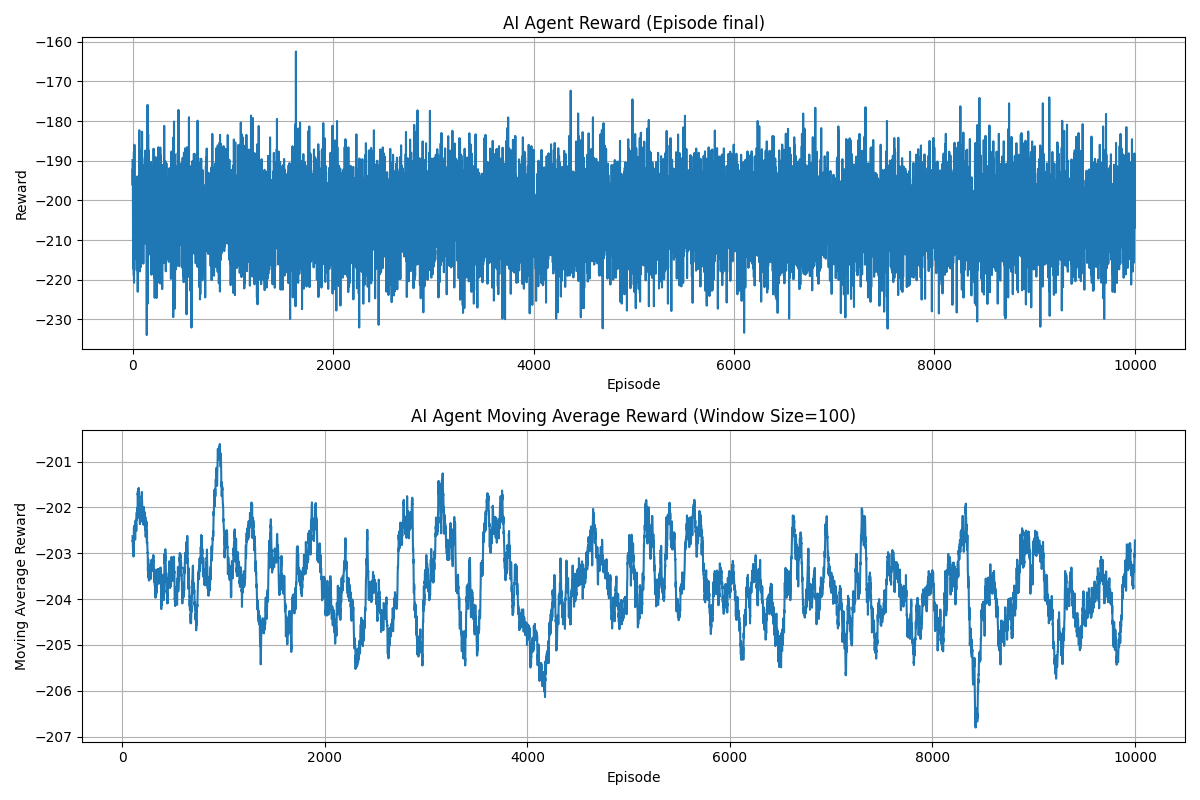 AI Agent Reward (Episode final)
−160
−170
−180
−190
−200
−210
−220
−230
Reward
0 2000 4000 6000 8000 10000
Episode
AI Agent Moving Average Reward (Window Size=100)
−201
−202
−203
−204
−205
−206
−207
Moving Average Reward
0 2000 4000 6000 8000 10000
Episode